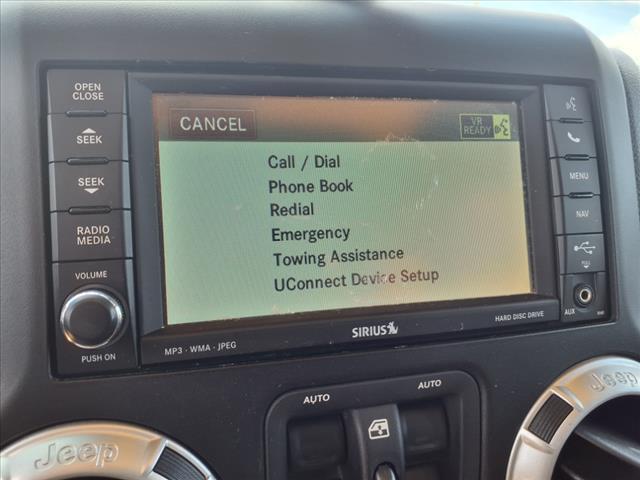 OPEN
CLOSE
SEEK
SEEK
RADIO
MEDIA
VOLUME
PUSH ON
CANCEL
VR
READY
Call / Dial
Phone Book
Redial
Emergency
Towing Assistance
UConnect Device Setup
MENU
NAV
PULL
AUX
MP3 · WMA · JPEG
SIRIUS
HARD DISC DRIVE
AUTO
AUTO
Jeep
Jeep